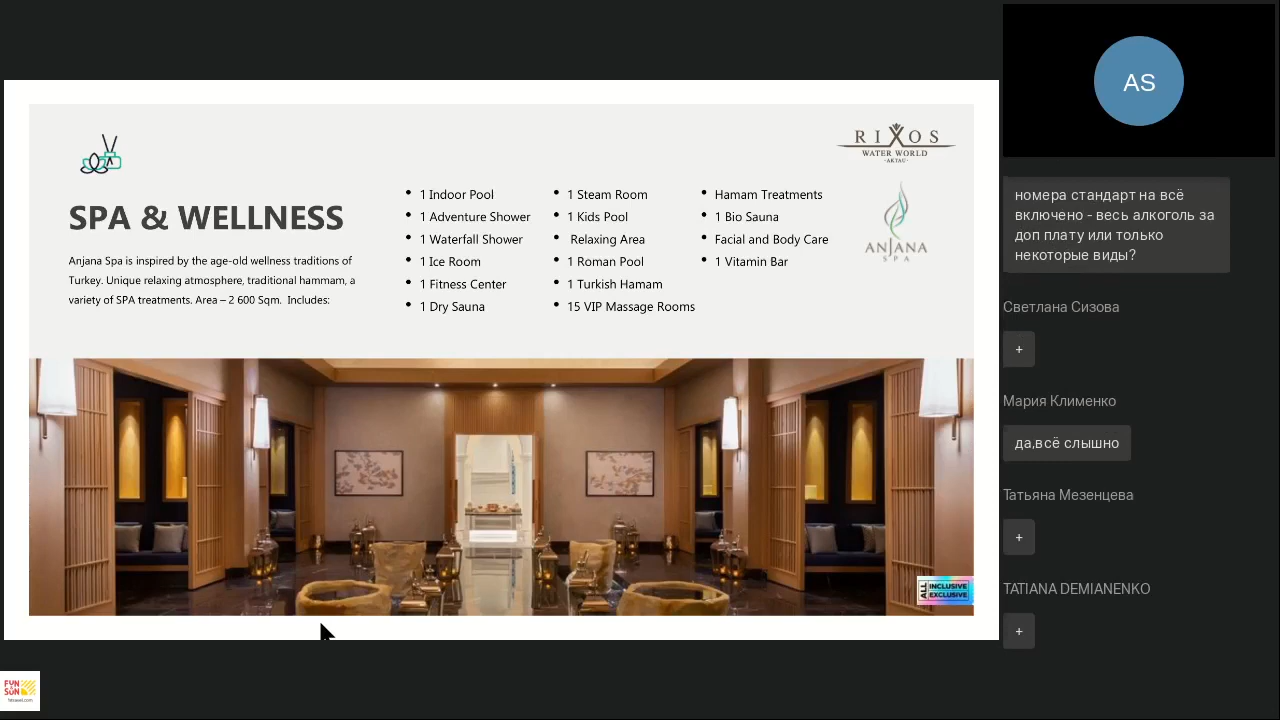 RIXOS
WATER WORLD
- AKTAU -
SPA & WELLNESS
Anjana Spa is inspired by the age-old wellness traditions of
Turkey. Unique relaxing atmosphere, traditional hammam, a
variety of SPA treatments. Area – 2 600 Sqm. Includes:
• 1 Indoor Pool
• 1 Adventure Shower
• 1 Waterfall Shower
• 1 Ice Room
• 1 Fitness Center
• 1 Dry Sauna
• 1 Steam Room
• 1 Kids Pool
• Relaxing Area
• 1 Roman Pool
• 1 Turkish Hamam
• 15 VIP Massage Rooms
• Hamam Treatments
• 1 Bio Sauna
• Facial and Body Care
• 1 Vitamin Bar
ANJANA
SPA
ALL
INCLUSIVE
EXCLUSIVE
FUN
SUN
AS
номера стандарт на всё
включено - весь алкоголь за
доп плату или только
некоторые виды?
Светлана Сизова
+
Мария Клименко
да,всё слышно
Татьяна Мезенцева
+
TATIANA DEMIANENKO
+